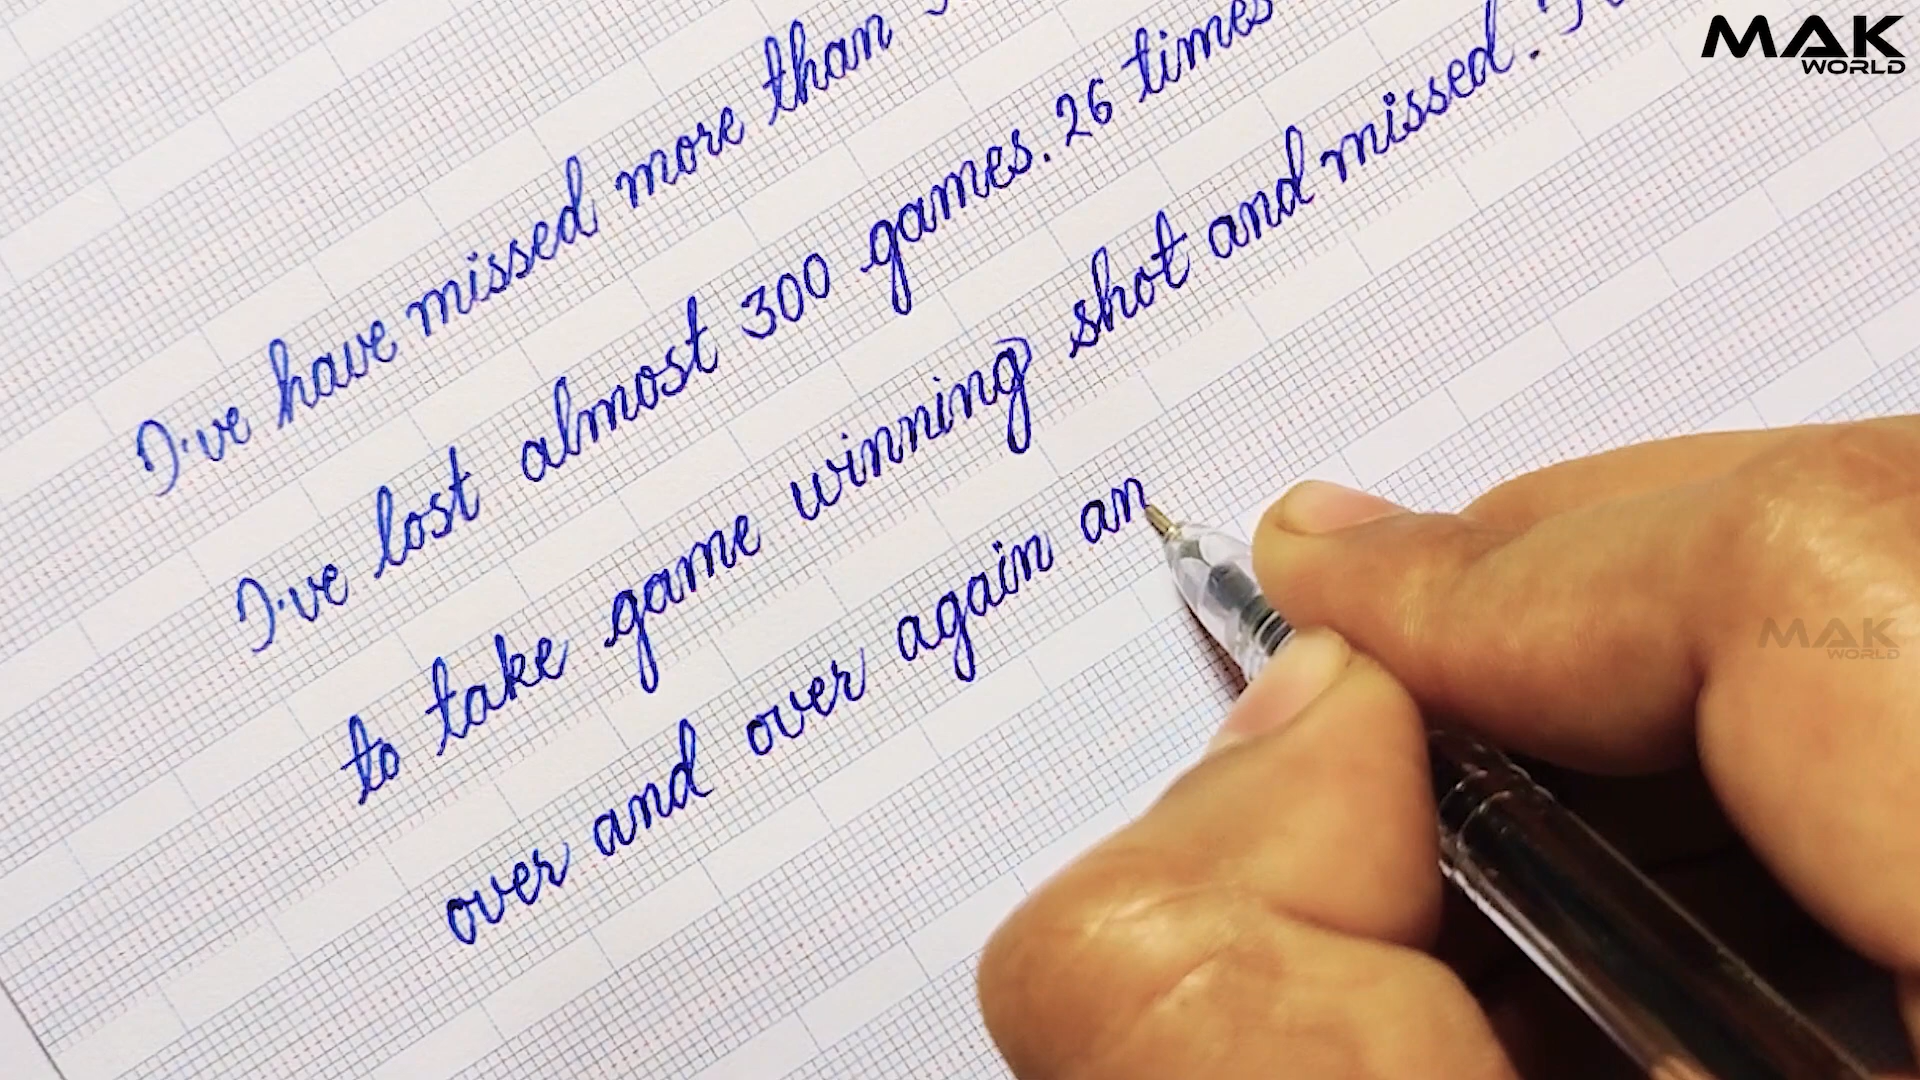 I've have missed more than
I've lost almost 300 games. 26 times
to take game winning shot and missed.
over and over again an
MAK
WORLD
MAK
WORLD